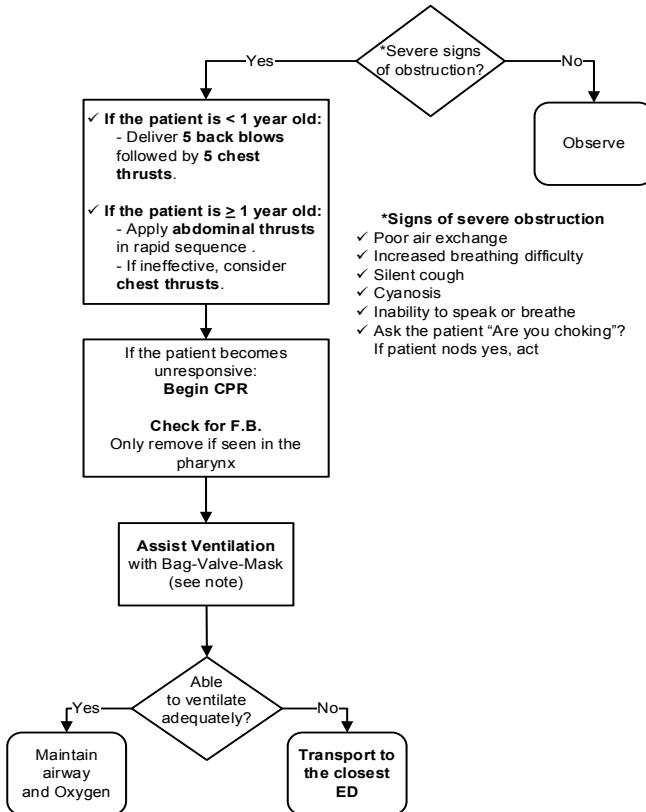 *Severe signs
of obstruction?
Yes
No
✓ If the patient is < 1 year old:
- Deliver 5 back blows
followed by 5 chest
thrusts.
✓ If the patient is ≥ 1 year old:
- Apply abdominal thrusts
in rapid sequence .
- If ineffective, consider
chest thrusts.
Observe
*Signs of severe obstruction
✓ Poor air exchange
✓ Increased breathing difficulty
✓ Silent cough
✓ Cyanosis
✓ Inability to speak or breathe
✓ Ask the patient “Are you choking”?
If patient nods yes, act
If the patient becomes
unresponsive:
Begin CPR
Check for F.B.
Only remove if seen in the
pharynx
Assist Ventilation
with Bag-Valve-Mask
(see note)
Able
to ventilate
adequately?
Yes
No
Maintain
airway
and Oxygen
Transport to
the closest
ED